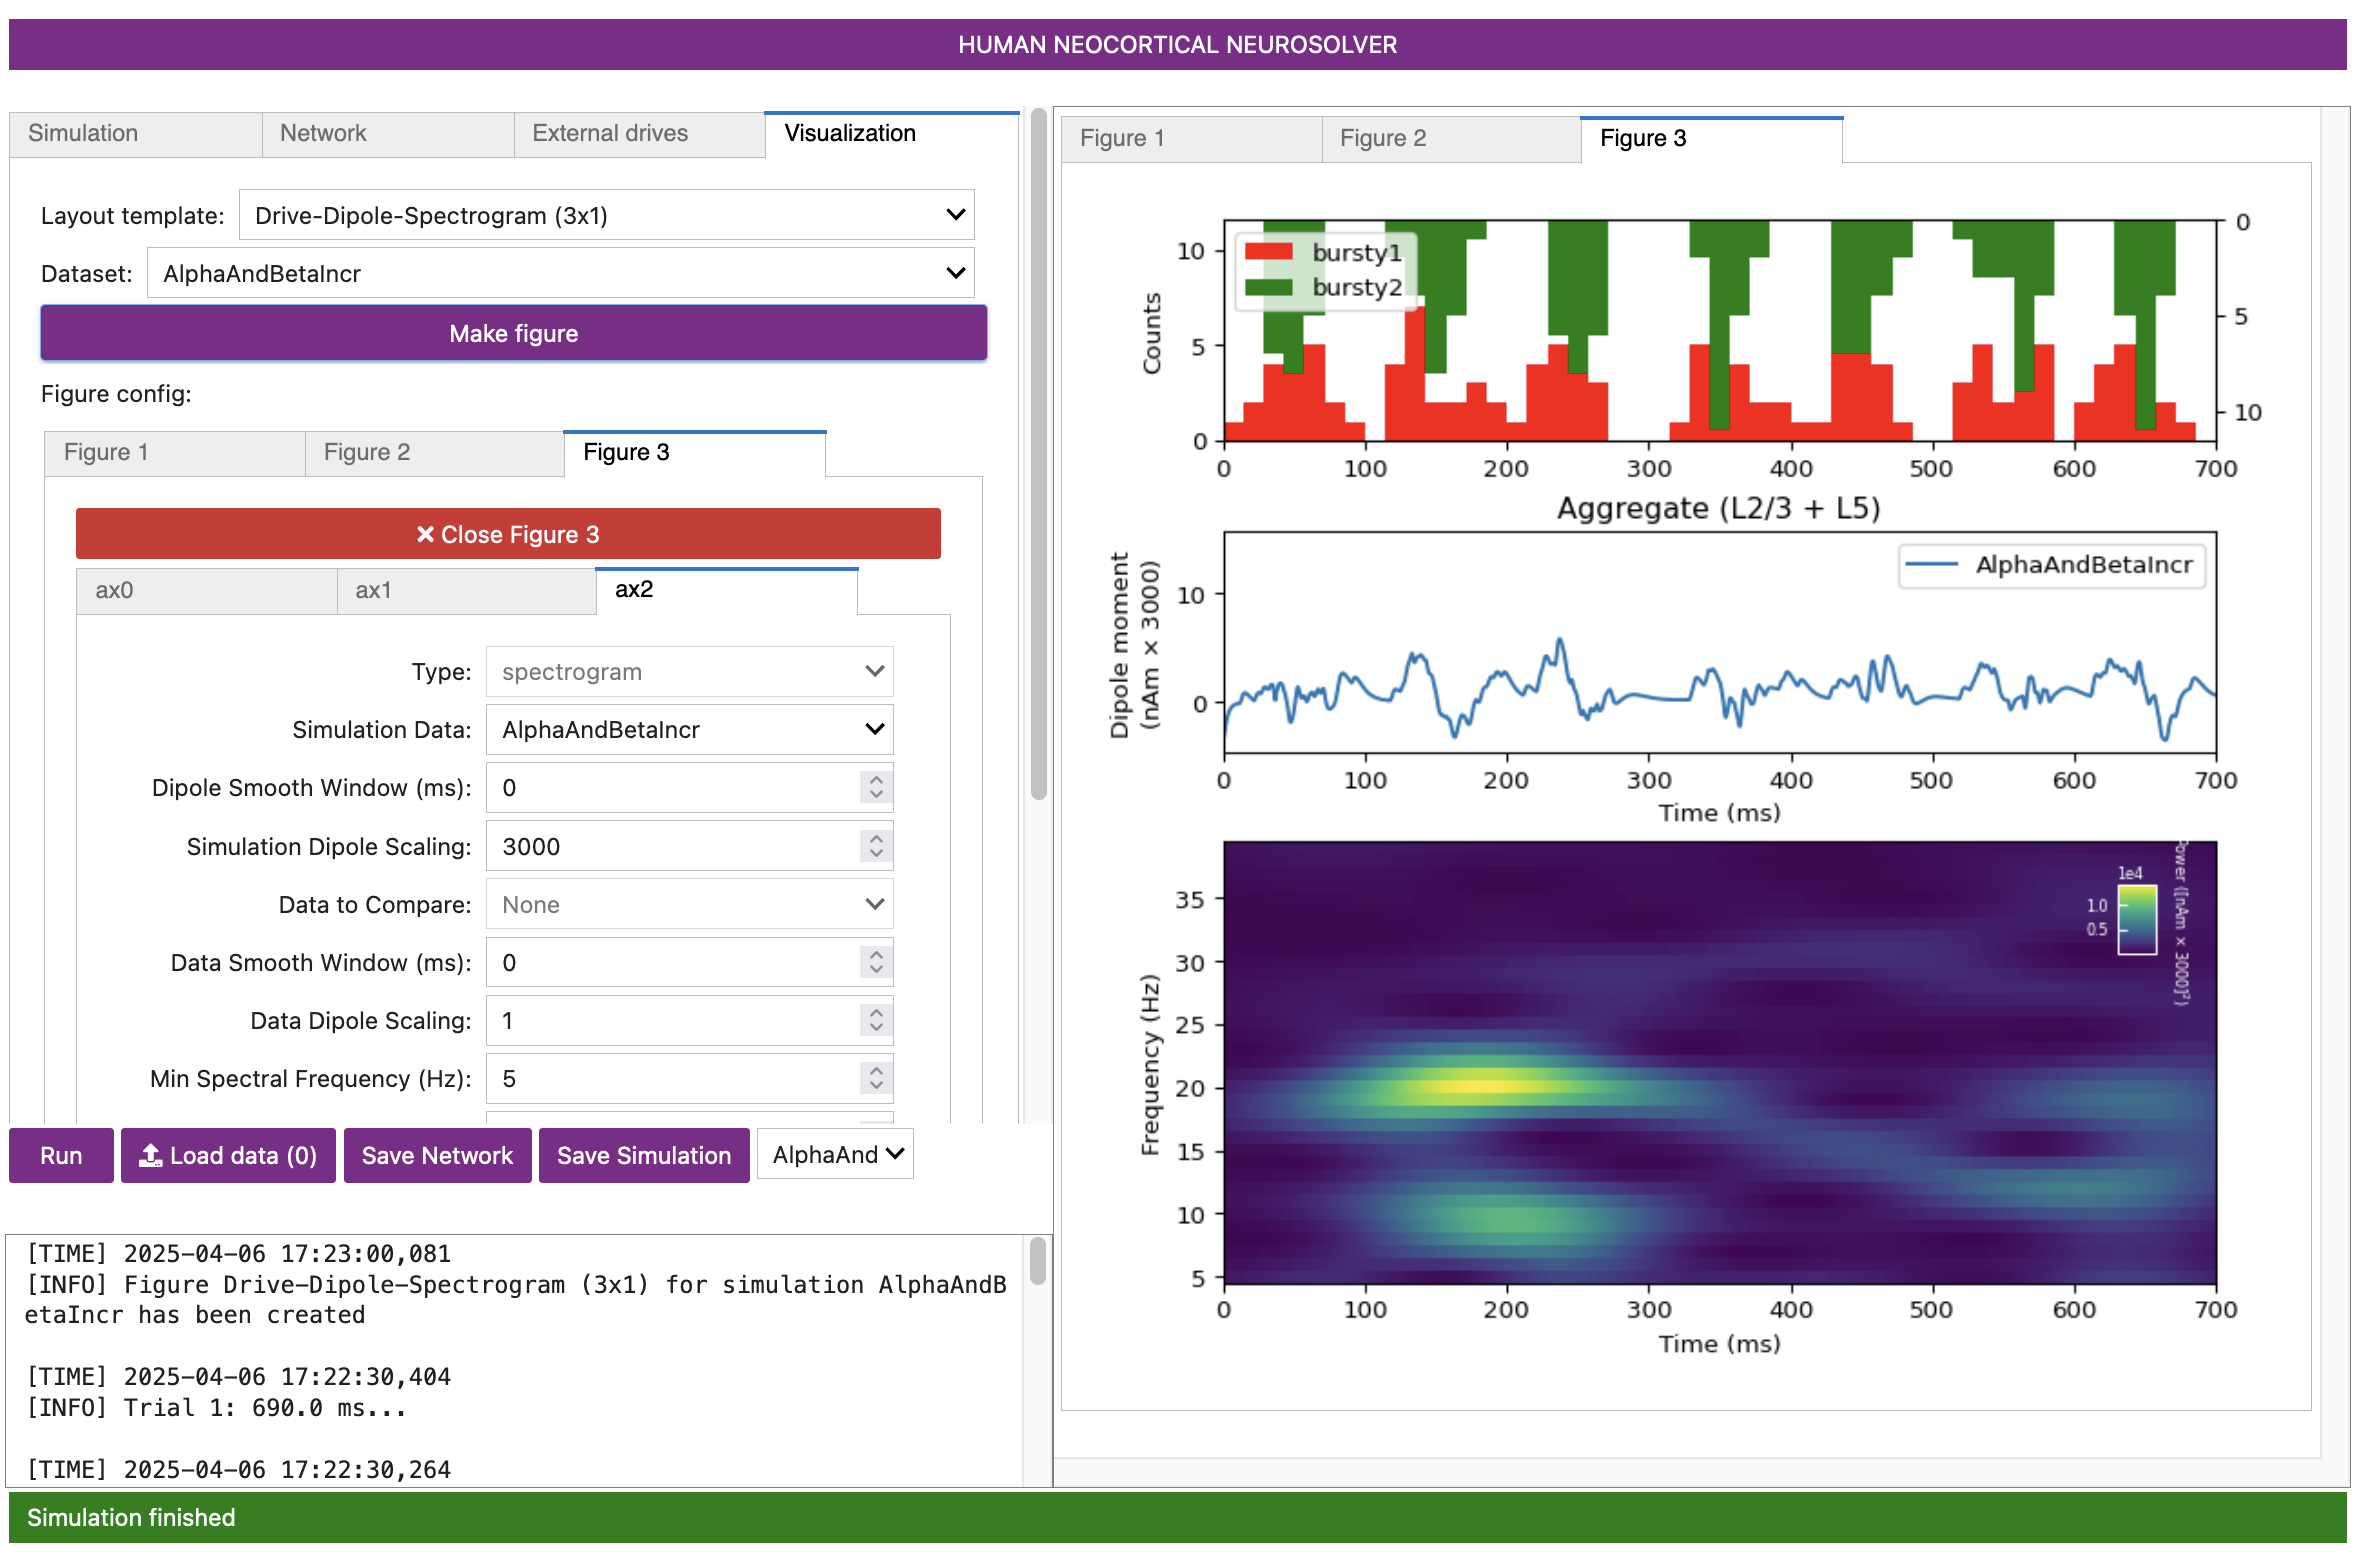 HUMAN NEOCORTICAL NEUROSOLVER
Simulation
Network
External drives
Visualization
Layout template:
Drive-Dipole-Spectrogram (3x1)
Dataset:
AlphaAndBetaIncr
Make figure
Figure config:
Figure 1
Figure 2
Figure 3
Close Figure 3
ax0
ax1
ax2
Type:
spectrogram
Simulation Data:
AlphaAndBetaIncr
Dipole Smooth Window (ms):
0
Simulation Dipole Scaling:
3000
Data to Compare:
None
Data Smooth Window (ms):
0
Data Dipole Scaling:
1
Min Spectral Frequency (Hz):
5
Run
Load data (0)
Save Network
Save Simulation
AlphaAnd
[TIME] 2025-04-06 17:23:00,081
[INFO] Figure Drive-Dipole-Spectrogram (3x1) for simulation AlphaAndB
etaIncr has been created
[TIME] 2025-04-06 17:22:30,404
[INFO] Trial 1: 690.0 ms...
[TIME] 2025-04-06 17:22:30,264
Simulation finished
Figure 1
Figure 2
Figure 3
Counts
10
5
0
bursty1
bursty2
0
5
10
0 100 200 300 400 500 600 700
Aggregate (L2/3 + L5)
Dipole moment
(nAm × 3000)
10
0
AlphaAndBetaIncr
0 100 200 300 400 500 600 700
Time (ms)
Frequency (Hz)
35
30
25
20
15
10
5
1e4
1.0
0.5
Power ([nAm × 3000]²)
0 100 200 300 400 500 600 700
Time (ms)